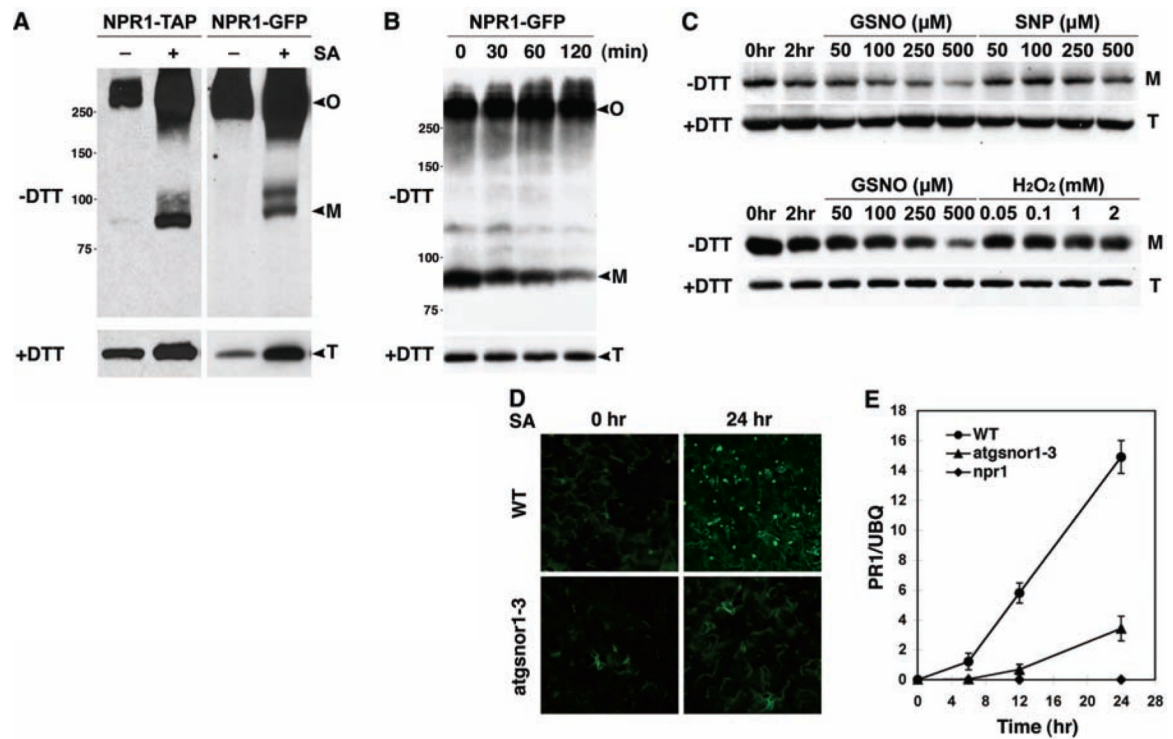 A
NPR1-TAP NPR1-GFP
– + – + SA
250
150
100
75
-DTT
O
M
+DTT
T
B
NPR1-GFP
0 30 60 120 (min)
250
150
100
75
-DTT
O
M
+DTT
T
C
GSNO (µM) SNP (µM)
0hr 2hr 50 100 250 500 50 100 250 500
-DTT M
+DTT T
GSNO (µM) H2O2 (mM)
0hr 2hr 50 100 250 500 0.05 0.1 1 2
-DTT M
+DTT T
D
SA 0 hr 24 hr
WT
atgsnor1-3
E
18
16
14
12
10
8
6
4
2
0
PR1/UBQ
WT
atgsnor1-3
npr1
0 4 8 12 16 20 24 28
Time (hr)